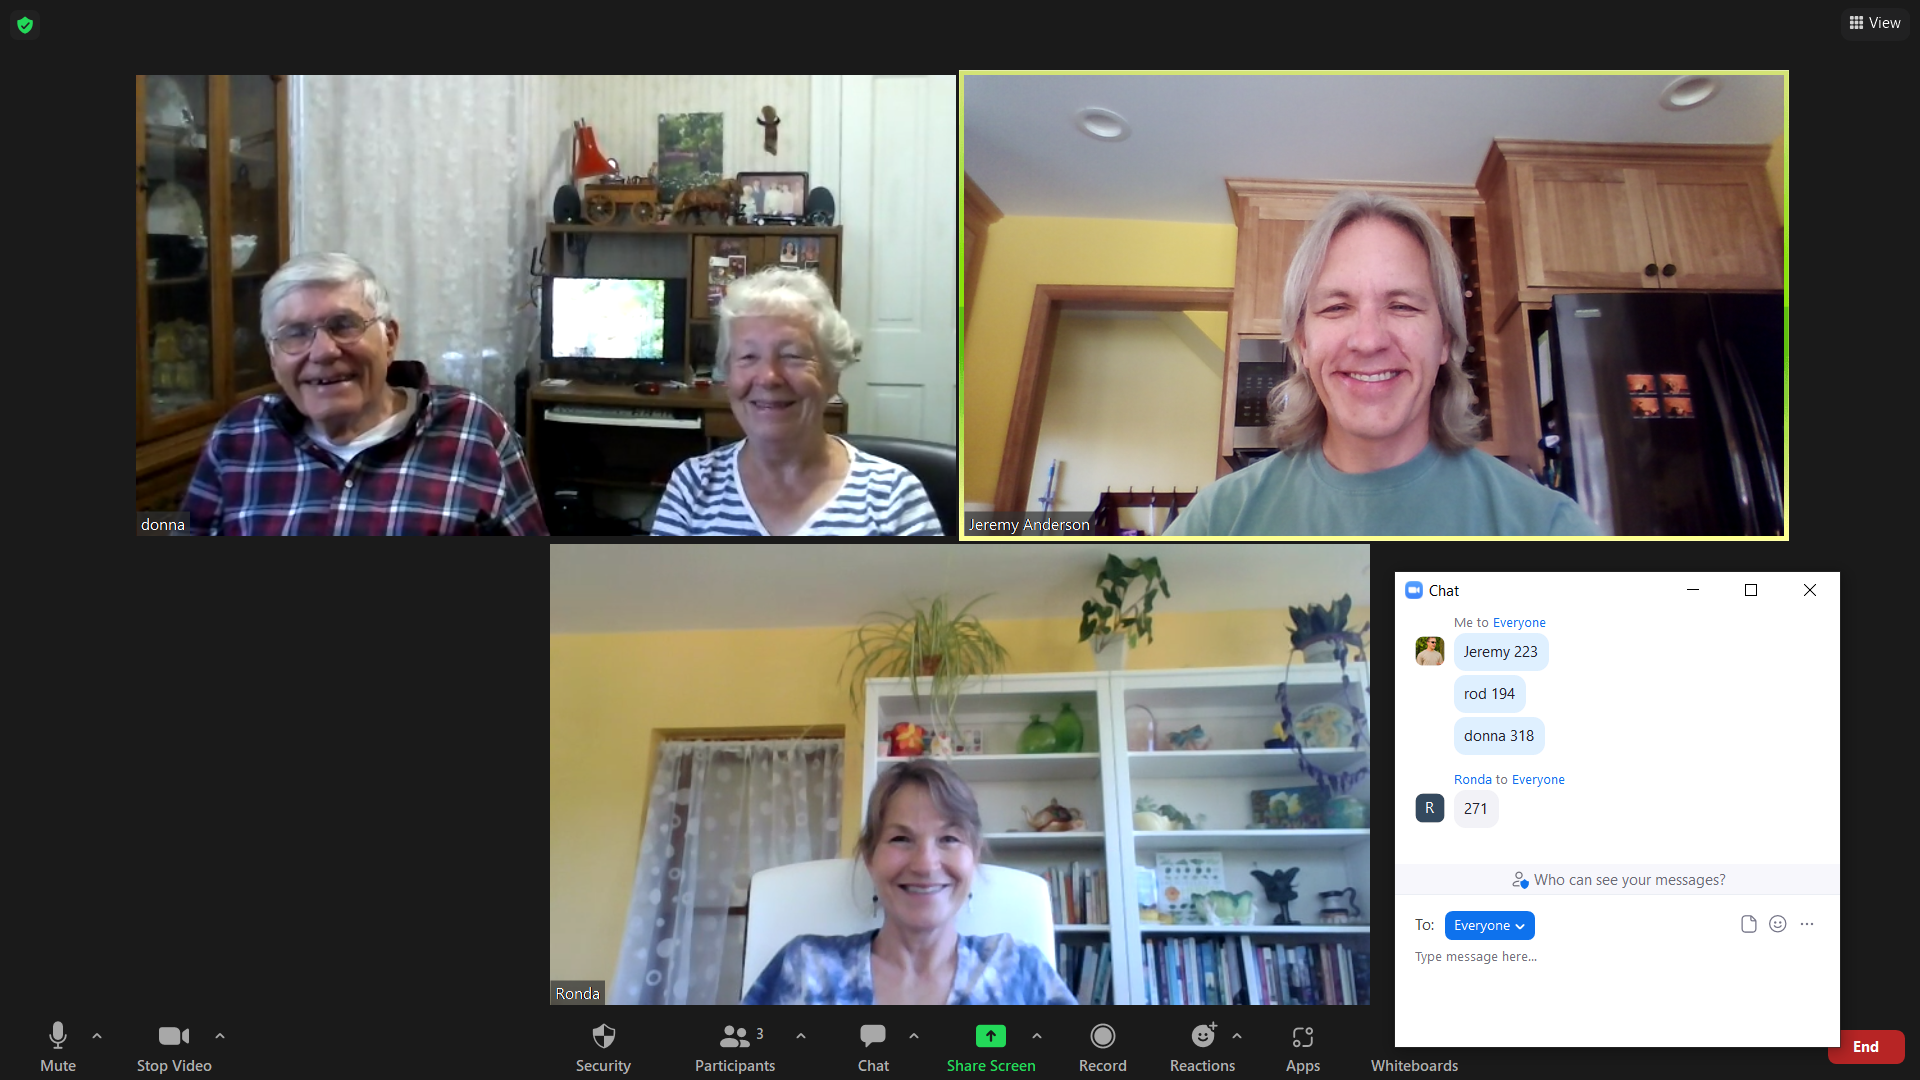 View
donna
Jeremy Anderson
Ronda
Chat
Me to Everyone
Jeremy 223
rod 194
donna 318
Ronda to Everyone
R
271
Who can see your messages?
To: Everyone
Type message here...
Mute
Stop Video
Security
Participants
3
Chat
Share Screen
Record
Reactions
Apps
Whiteboards
End